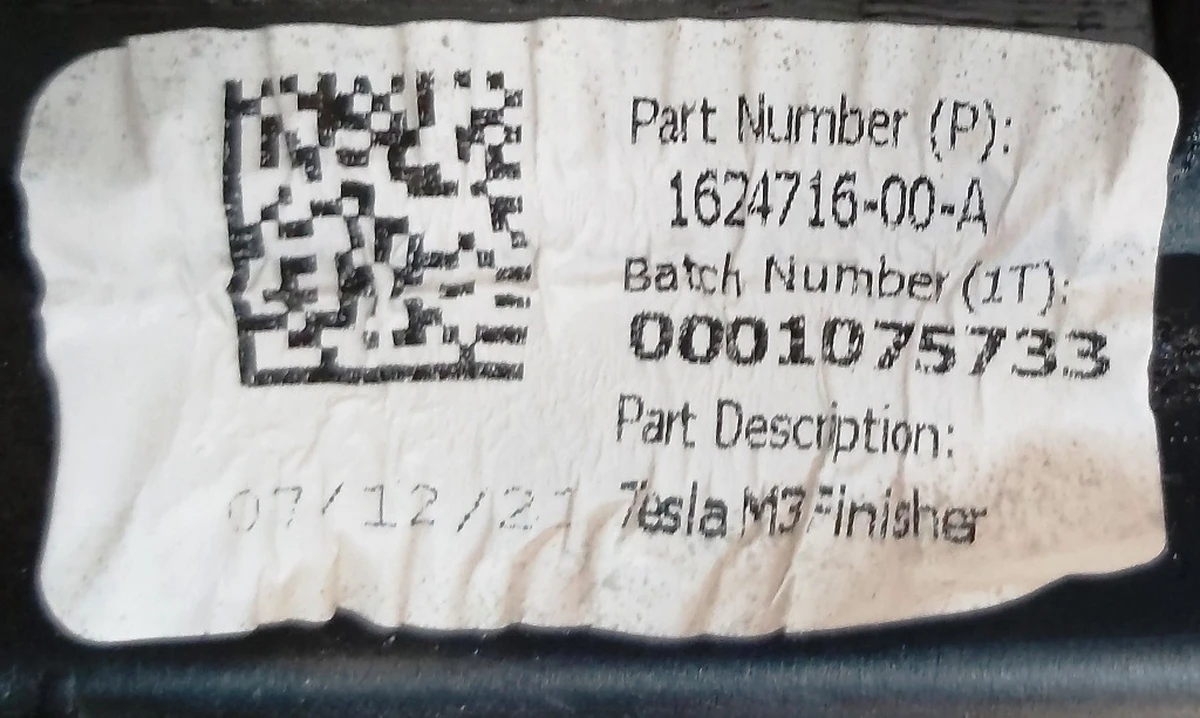 Part Number (P):
1624716-00-A
Batch Number (1T):
0001075733
Part Description:
Tesla M3 Finisher
07/12/21